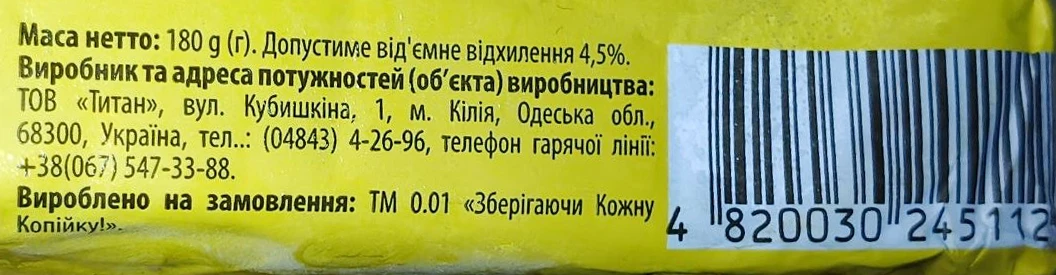 Маса нетто: 180 g (г). Допустиме від'ємне відхилення 4,5%.
Виробник та адреса потужностей (об’єкта) виробництва:
ТОВ «Титан», вул. Кубишкіна, 1, м. Кілія, Одеська обл.,
68300, Україна, тел..: (04843) 4-26-96, телефон гарячої лінії:
+38(067) 547-33-88.
Вироблено на замовлення: ТМ 0.01 «Зберігаючи Кожну
Копійку!».
4 820030 245112